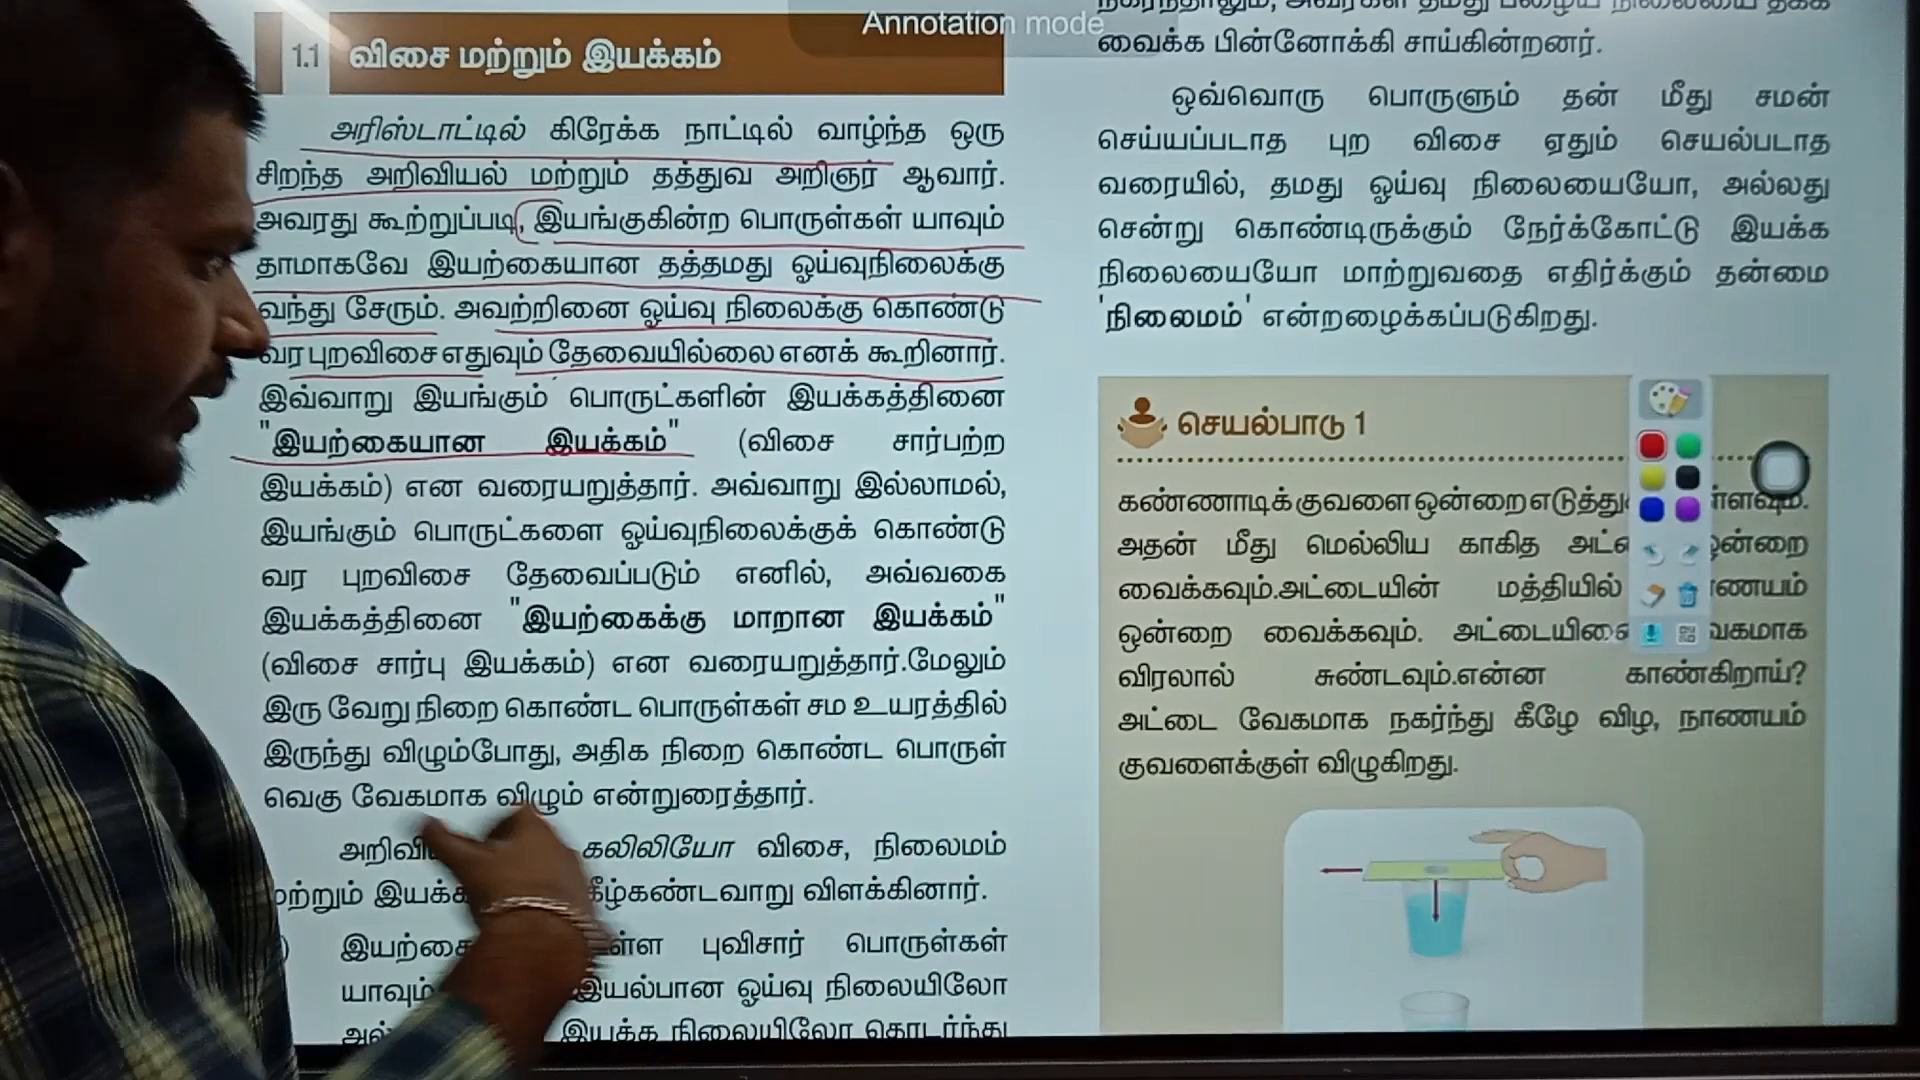 Annotation mode
1.1 விசை மற்றும் இயக்கம்
அரிஸ்டாட்டில் கிரேக்க நாட்டில் வாழ்ந்த ஒரு
சிறந்த அறிவியல் மற்றும் தத்துவ அறிஞர் ஆவார்.
அவரது கூற்றுப்படி, இயங்குகின்ற பொருள்கள் யாவும்
தாமாகவே இயற்கையான தத்தமது ஓய்வுநிலைக்கு
வந்து சேரும். அவற்றினை ஓய்வு நிலைக்கு கொண்டு
வர புறவிசை எதுவும் தேவையில்லை எனக் கூறினார்.
இவ்வாறு இயங்கும் பொருட்களின் இயக்கத்தினை
"இயற்கையான இயக்கம்" (விசை சார்பற்ற
இயக்கம்) என வரையறுத்தார். அவ்வாறு இல்லாமல்,
இயங்கும் பொருட்களை ஓய்வுநிலைக்குக் கொண்டு
வர புறவிசை தேவைப்படும் எனில், அவ்வகை
இயக்கத்தினை "இயற்கைக்கு மாறான இயக்கம்"
(விசை சார்பு இயக்கம்) என வரையறுத்தார்.மேலும்
இரு வேறு நிறை கொண்ட பொருள்கள் சம உயரத்தில்
இருந்து விழும்போது, அதிக நிறை கொண்ட பொருள்
வெகு வேகமாக விழும் என்றுரைத்தார்.
கலிலியோ விசை, நிலைமம்
மற்றும் கீழ்கண்டவாறு விளக்கினார்.
புவிசார் பொருள்கள்
யாவும் இயல்பான ஓய்வு நிலையிலோ
இயக்க நிலையிலோ தொடர்ந்து
வைக்க பின்னோக்கி சாய்கின்றனர்.
ஒவ்வொரு பொருளும் தன் மீது சமன்
செய்யப்படாத புற விசை ஏதும் செயல்படாத
வரையில், தமது ஓய்வு நிலையையோ, அல்லது
சென்று கொண்டிருக்கும் நேர்க்கோட்டு இயக்க
நிலையையோ மாற்றுவதை எதிர்க்கும் தன்மை
'நிலைமம்' என்றழைக்கப்படுகிறது.
செயல்பாடு 1
கண்ணாடிக் குவளை ஒன்றை
அதன் மீது மெல்லிய காகித ஒன்றை
வைக்கவும்.அட்டையின் மத்தியில்
ஒன்றை வைக்கவும்.
விரலால் சுண்டவும்.என்ன காண்கிறாய்?
அட்டை வேகமாக நகர்ந்து கீழே விழ, நாணயம்
குவளைக்குள் விழுகிறது.